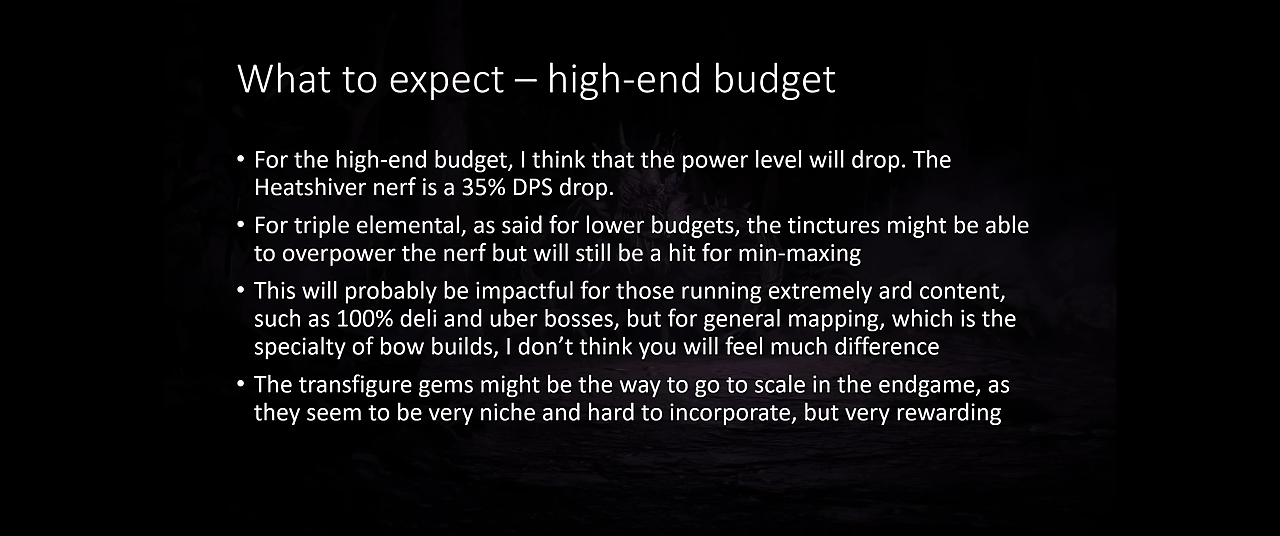 What to expect – high-end budget
• For the high-end budget, I think that the power level will drop. The
Heatshiver nerf is a 35% DPS drop.
• For triple elemental, as said for lower budgets, the tinctures might be able
to overpower the nerf but will still be a hit for min-maxing
• This will probably be impactful for those running extremely ard content,
such as 100% deli and uber bosses, but for general mapping, which is the
specialty of bow builds, I don’t think you will feel much difference
• The transfigure gems might be the way to go to scale in the endgame, as
they seem to be very niche and hard to incorporate, but very rewarding